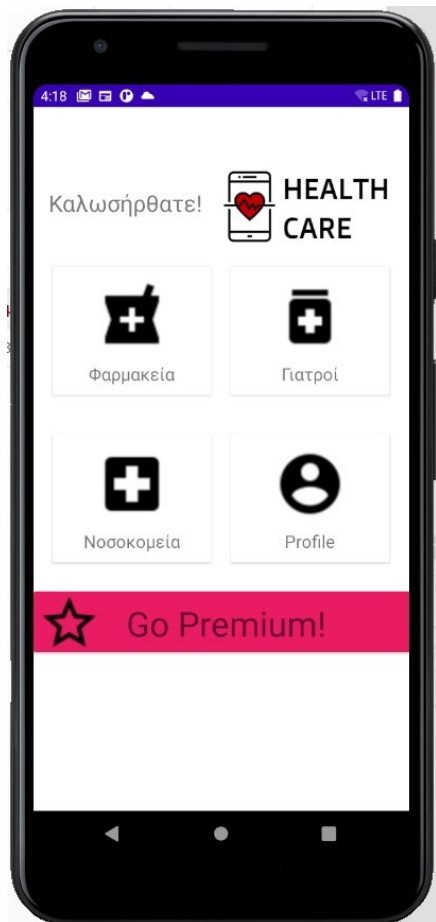 4:18
LTE
Καλωσήρθατε!
HEALTH
CARE
Φαρμακεία
Γιατροί
Νοσοκομεία
Profile
Go Premium!